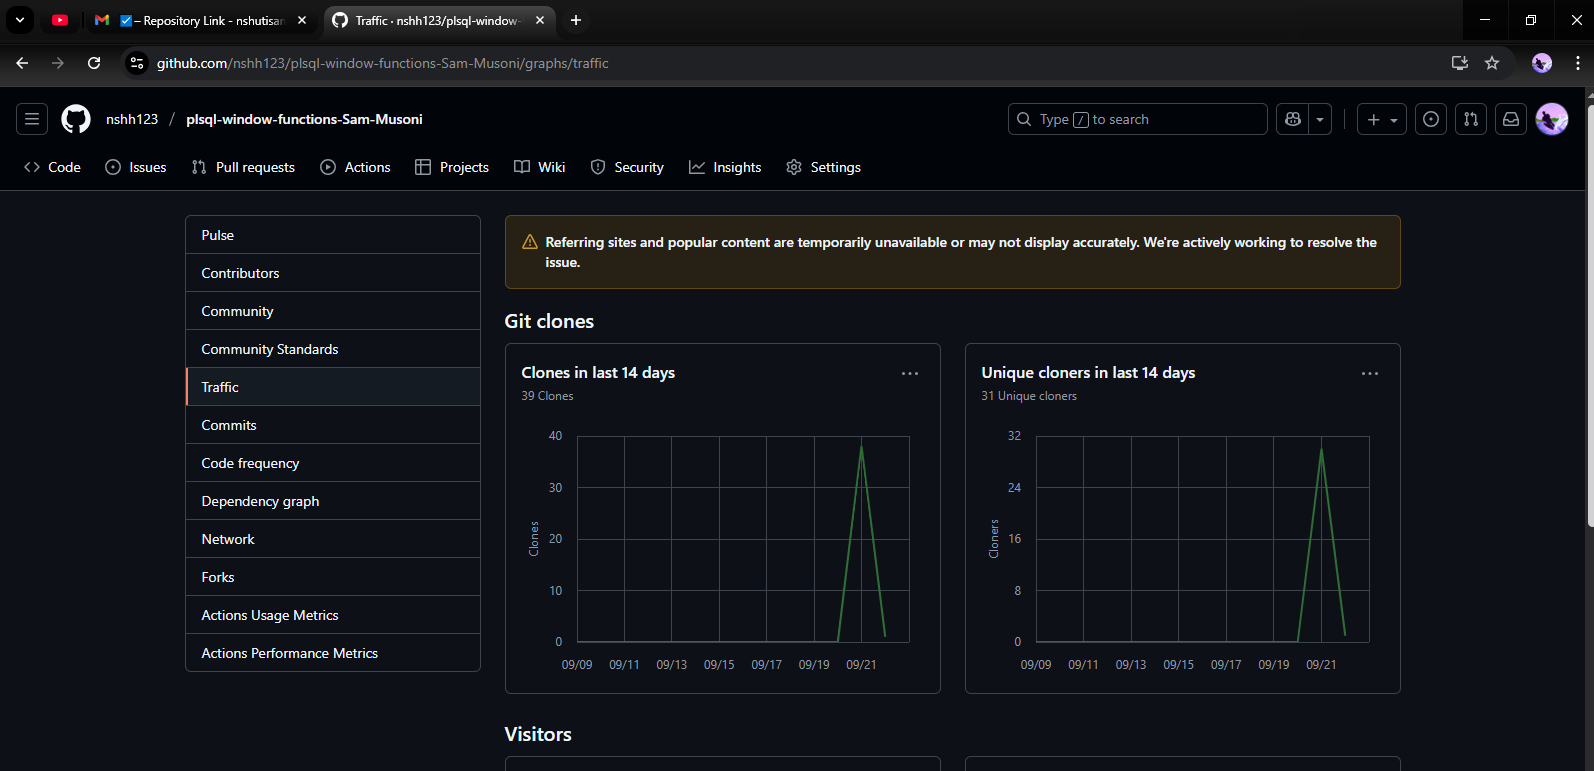 – Repository Link - nshutisan
Traffic · nshh123/plsql-window-
github.com/nshh123/plsql-window-functions-Sam-Musoni/graphs/traffic
nshh123 / plsql-window-functions-Sam-Musoni
Type / to search
Code
Issues
Pull requests
Actions
Projects
Wiki
Security
Insights
Settings
Pulse
Contributors
Community
Community Standards
Traffic
Commits
Code frequency
Dependency graph
Network
Forks
Actions Usage Metrics
Actions Performance Metrics
Referring sites and popular content are temporarily unavailable or may not display accurately. We're actively working to resolve the
issue.
Git clones
Clones in last 14 days
39 Clones
Clones
40
30
20
10
0
09/09 09/11 09/13 09/15 09/17 09/19 09/21
Unique cloners in last 14 days
31 Unique cloners
Cloners
32
24
16
8
0
09/09 09/11 09/13 09/15 09/17 09/19 09/21
Visitors